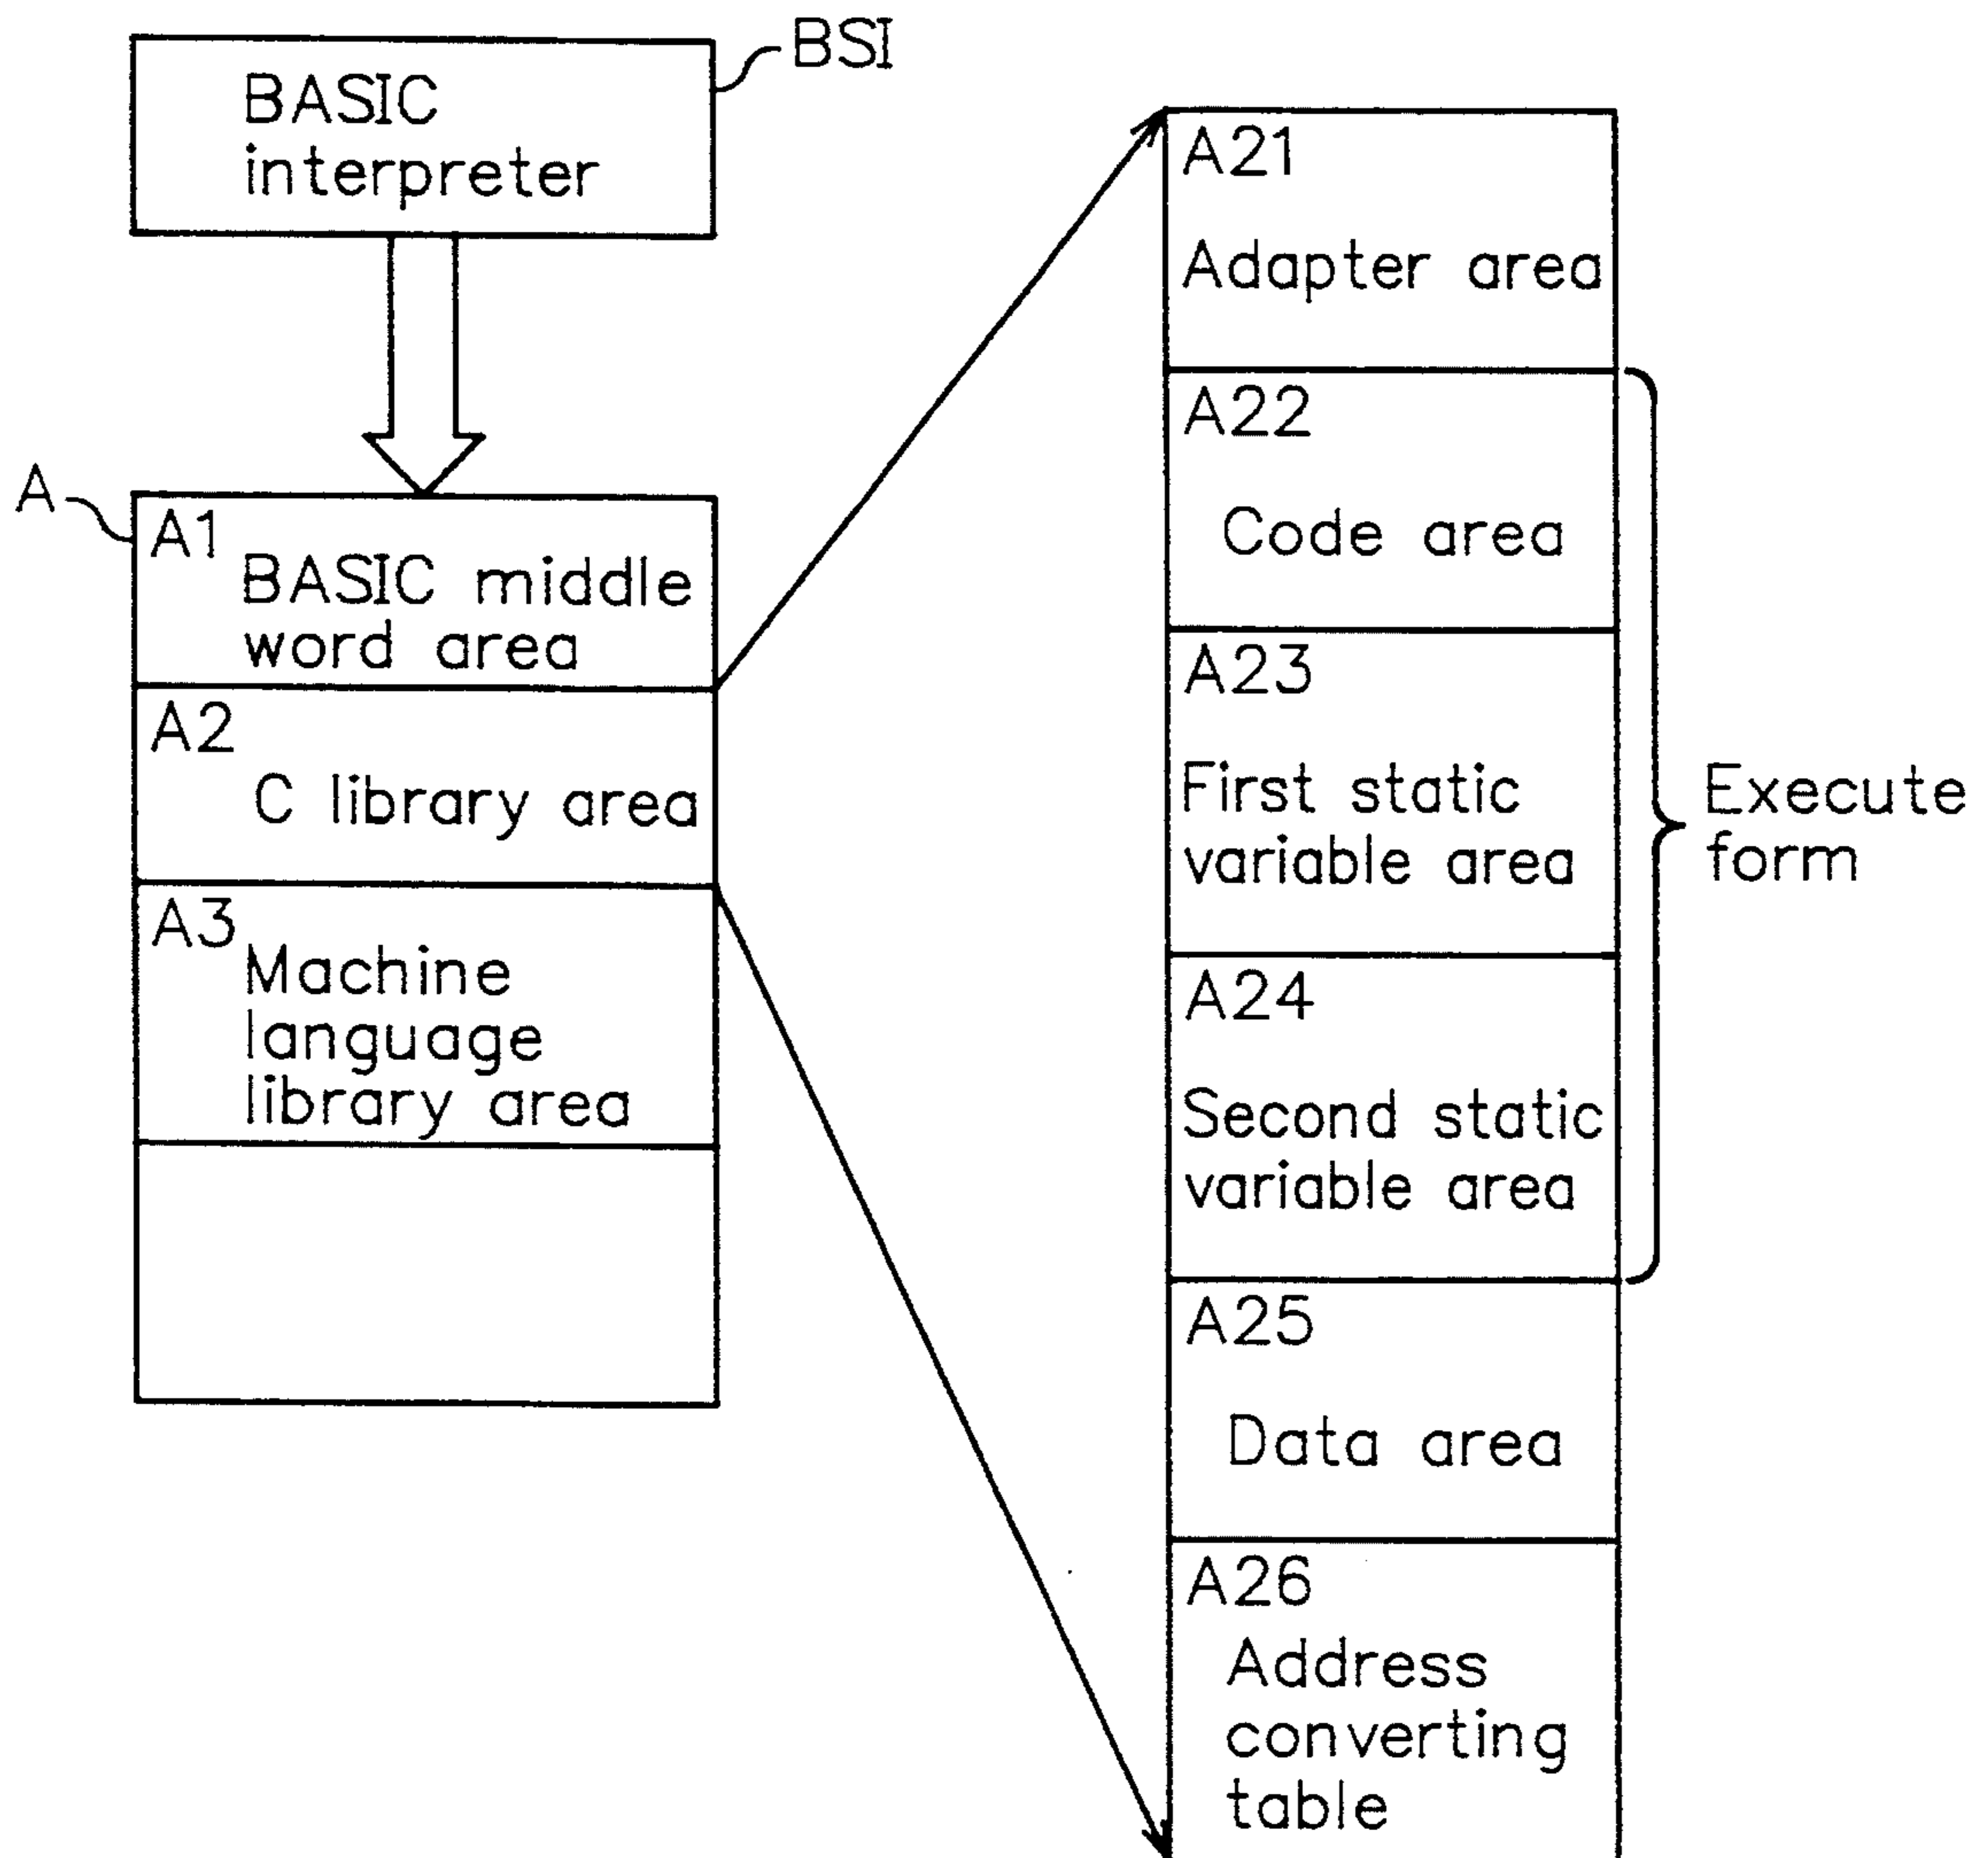 BSI
BASIC
interpreter
A
A1
BASIC middle
word area
A2
C library area
A3
Machine
language
library area
A21
Adapter area
A22
Code area
A23
First static
variable area
A24
Second static
variable area
A25
Data area
A26
Address
converting
table
Execute
form